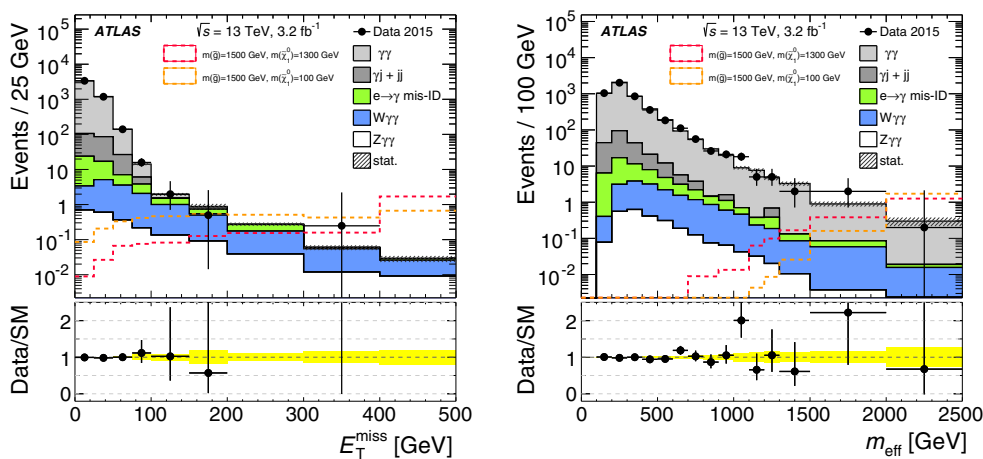 ATLAS
√s = 13 TeV, 3.2 fb⁻¹
m(g̃)=1500 GeV, m(χ̃₁⁰)=1300 GeV
m(g̃)=1500 GeV, m(χ̃₁⁰)=100 GeV
Data 2015
γγ
γj + jj
e→γ mis-ID
Wγγ
Zγγ
stat.
Events / 25 GeV
10⁵
10⁴
10³
10²
10
1
10⁻¹
10⁻²
Data/SM
2
1
0
0 100 200 300 400 500
E_T^miss [GeV]
ATLAS
√s = 13 TeV, 3.2 fb⁻¹
m(g̃)=1500 GeV, m(χ̃₁⁰)=1300 GeV
m(g̃)=1500 GeV, m(χ̃₁⁰)=100 GeV
Data 2015
γγ
γj + jj
e→γ mis-ID
Wγγ
Zγγ
stat.
Events / 100 GeV
10⁵
10⁴
10³
10²
10
1
10⁻¹
10⁻²
Data/SM
2
1
0
0 500 1000 1500 2000 2500
m_eff [GeV]